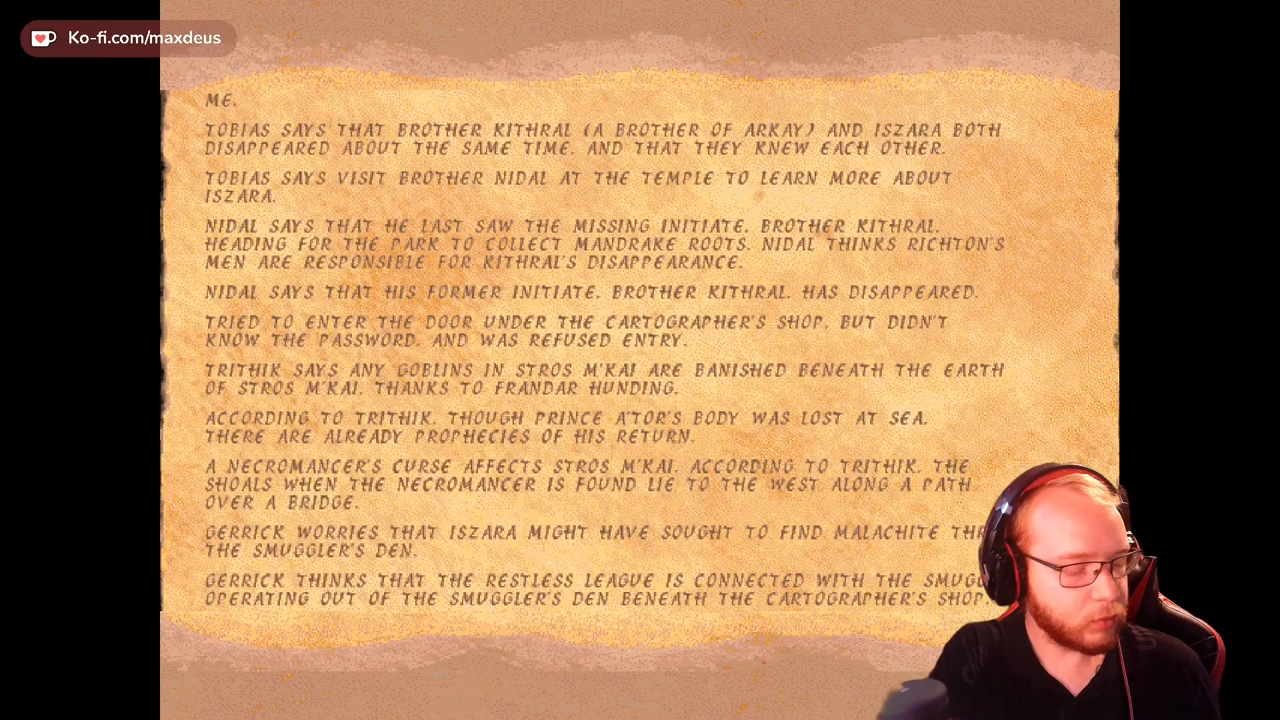 Ko-fi.com/maxdeus
ME.
TOBIAS SAYS THAT BROTHER KITHRAL (A BROTHER OF ARKAY) AND ISZARA BOTH
DISAPPEARED ABOUT THE SAME TIME, AND THAT THEY KNEW EACH OTHER.
TOBIAS SAYS VISIT BROTHER NIDAL AT THE TEMPLE TO LEARN MORE ABOUT
ISZARA.
NIDAL SAYS THAT HE LAST SAW THE MISSING INITIATE, BROTHER KITHRAL,
HEADING FOR THE PARK TO COLLECT MANDRAKE ROOTS. NIDAL THINKS RICHTON'S
MEN ARE RESPONSIBLE FOR KITHRAL'S DISAPPEARANCE.
NIDAL SAYS THAT HIS FORMER INITIATE, BROTHER KITHRAL, HAS DISAPPEARED.
TRIED TO ENTER THE DOOR UNDER THE CARTOGRAPHER'S SHOP, BUT DIDN'T
KNOW THE PASSWORD, AND WAS REFUSED ENTRY.
TRITHIK SAYS ANY GOBLINS IN STROS M'KAI ARE BANISHED BENEATH THE EARTH
OF STROS M'KAI, THANKS TO FRANDAR HUNDING.
ACCORDING TO TRITHIK, THOUGH PRINCE A'TOR'S BODY WAS LOST AT SEA,
THERE ARE ALREADY PROPHECIES OF HIS RETURN.
A NECROMANCER'S CURSE AFFECTS STROS M'KAI. ACCORDING TO TRITHIK, THE
SHOALS WHEN THE NECROMANCER IS FOUND LIE TO THE WEST ALONG A PATH
OVER A BRIDGE.
GERRICK WORRIES THAT ISZARA MIGHT HAVE SOUGHT TO FIND MALACHITE
THE SMUGGLER'S DEN.
GERRICK THINKS THAT THE RESTLESS LEAGUE IS CONNECTED WITH THE
OPERATING OUT OF THE SMUGGLER'S DEN BENEATH THE CARTOGRAPHER'S SHOP.